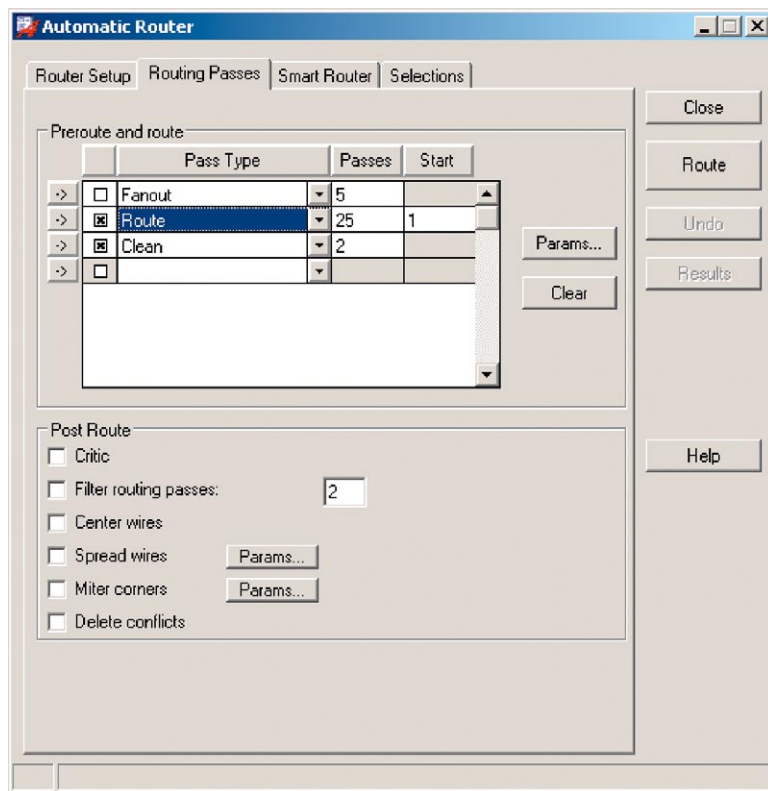 Automatic Router
Router Setup Routing Passes Smart Router Selections
Close
Preroute and route
Pass Type Passes Start
Route
-> Fanout 5
-> Route 25 1
Undo
-> Clean 2
Params...
->
Results
Clear
Post Route
Critic
Help
Filter routing passes: 2
Center wires
Spread wires Params...
Miter corners Params...
Delete conflicts